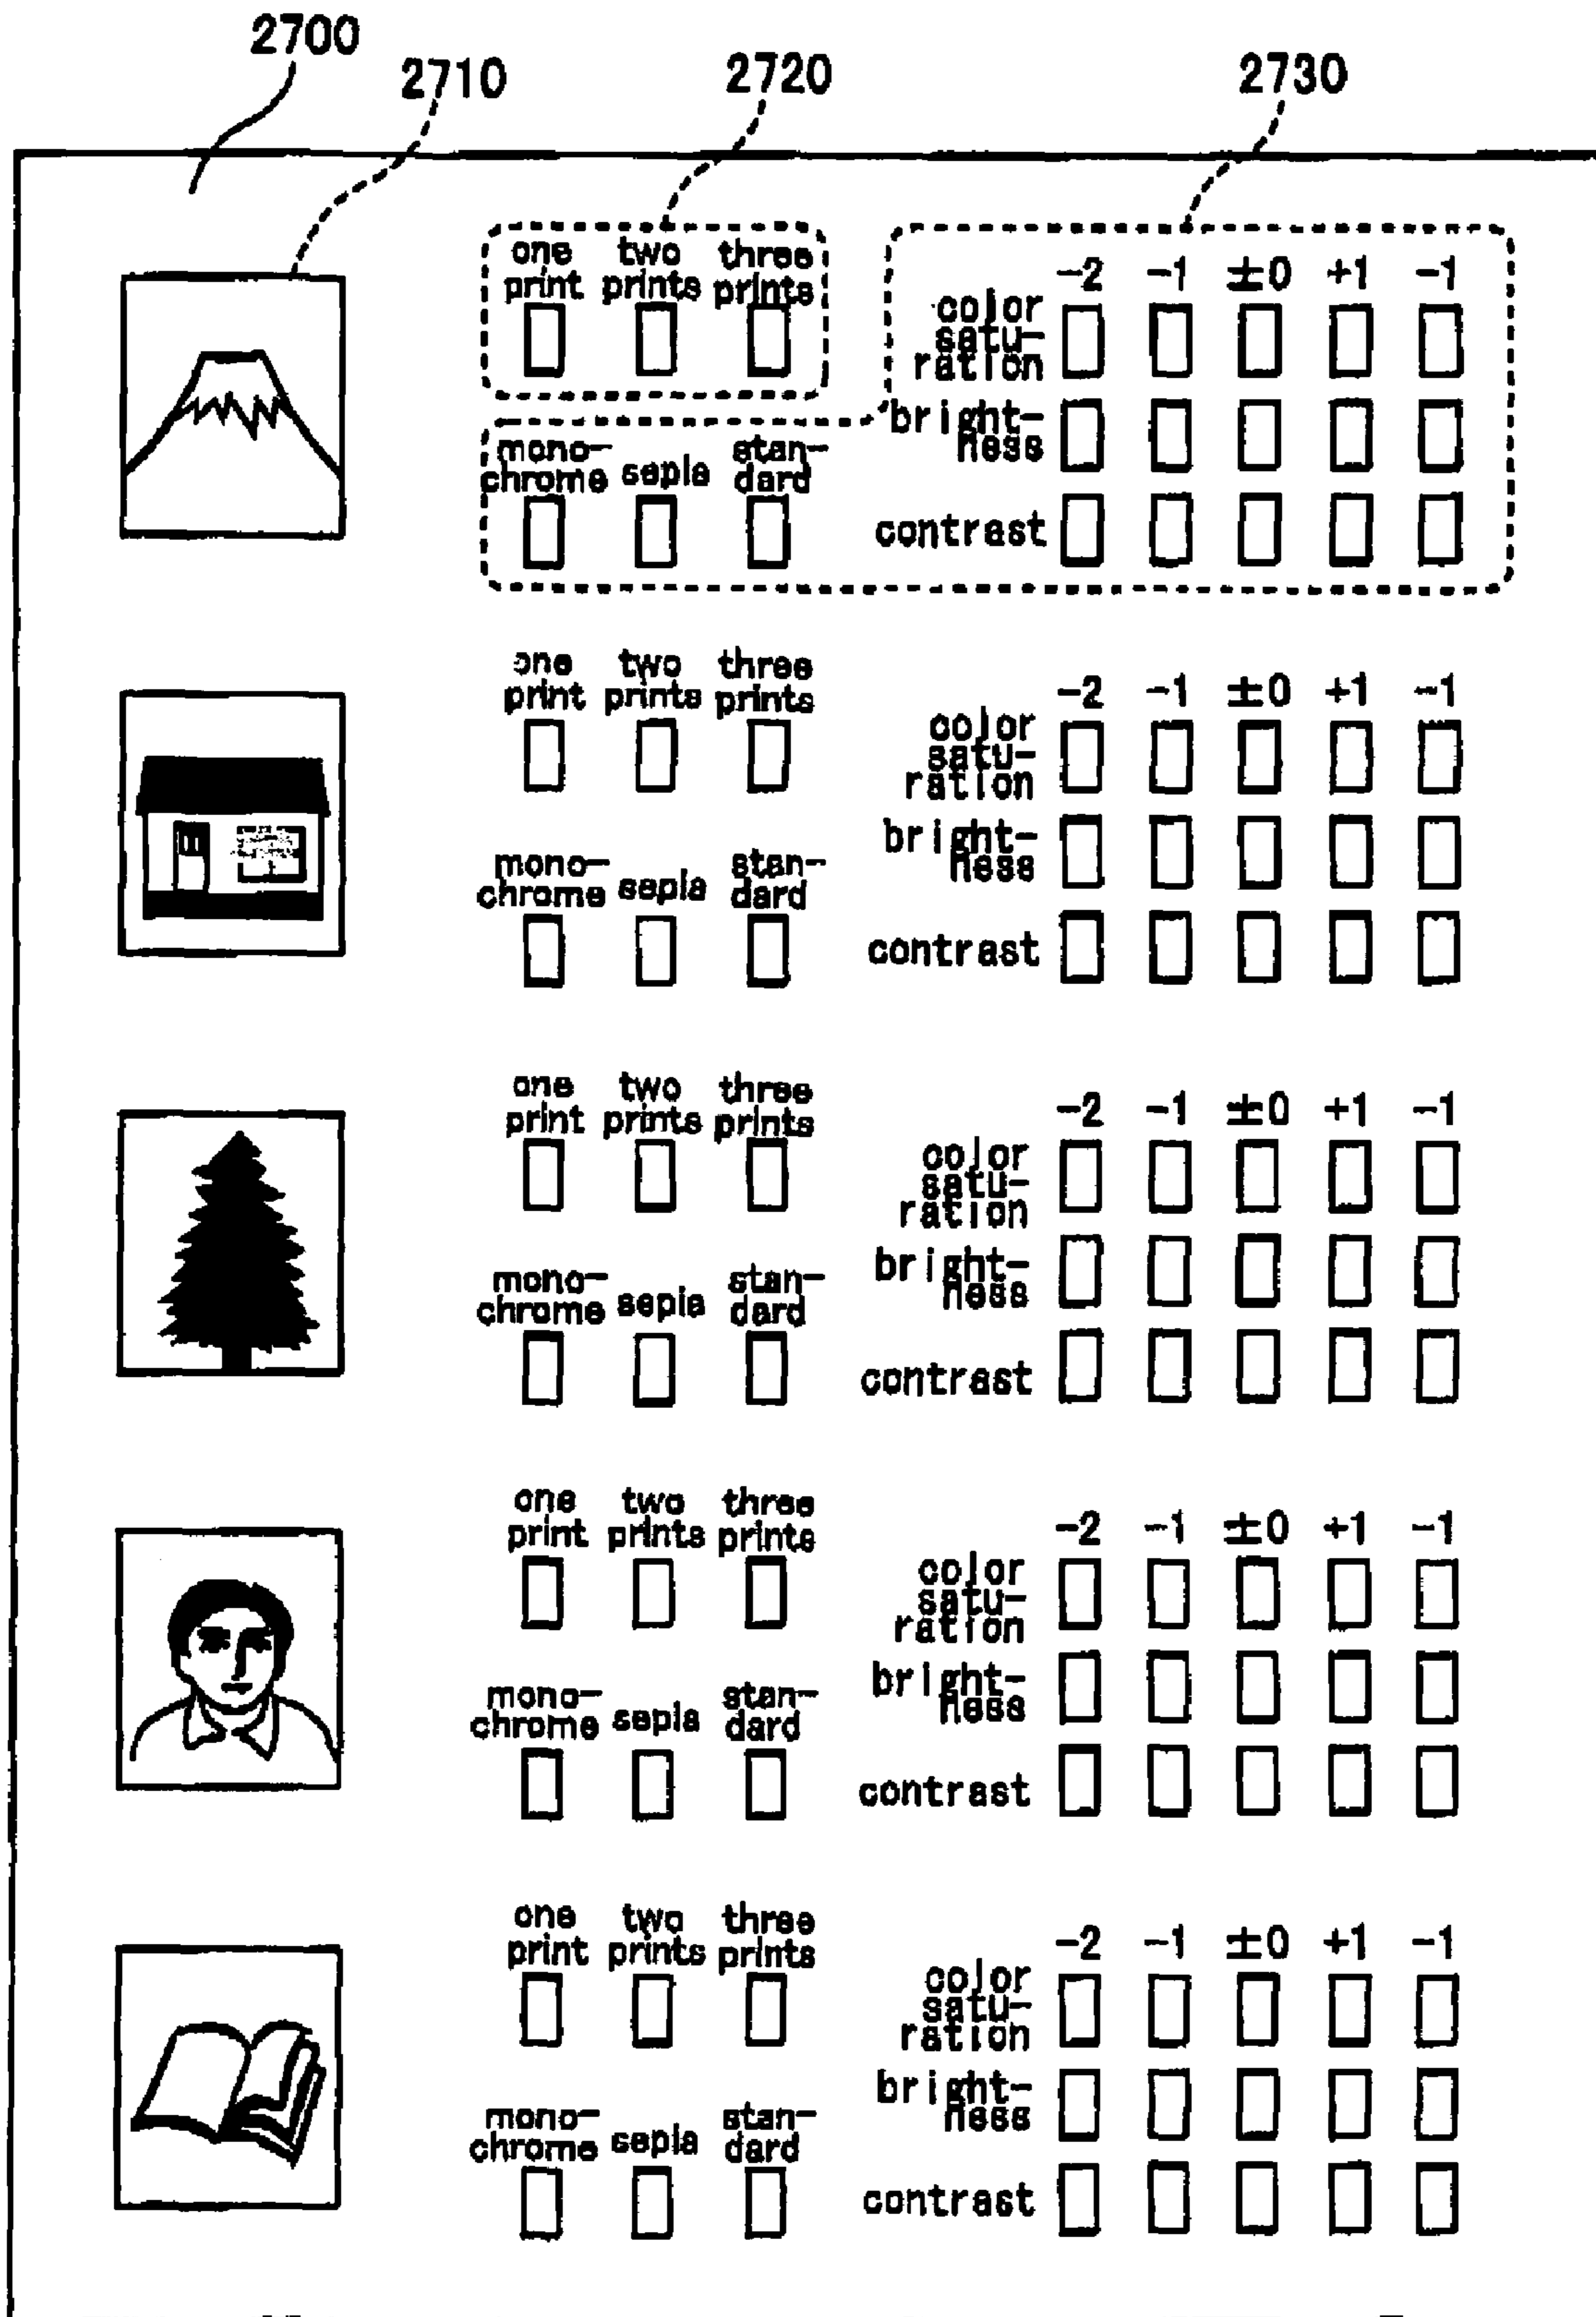 2700
2710
2720
2730
one two three
print prints prints
-2 -1 ±0 +1 -1
color
satu-
ration
bright-
ness
mono-
chrome sepia stan-
dard
contrast
one two three
print prints prints
-2 -1 ±0 +1 -1
color
satu-
ration
bright-
ness
mono-
chrome sepia stan-
dard
contrast
one two three
print prints prints
-2 -1 ±0 +1 -1
color
satu-
ration
bright-
ness
mono-
chrome sepia stan-
dard
contrast
one two three
print prints prints
-2 -1 ±0 +1 -1
color
satu-
ration
bright-
ness
mono-
chrome sepia stan-
dard
contrast
one two three
print prints prints
-2 -1 ±0 +1 -1
color
satu-
ration
bright-
ness
mono-
chrome sepia stan-
dard
contrast